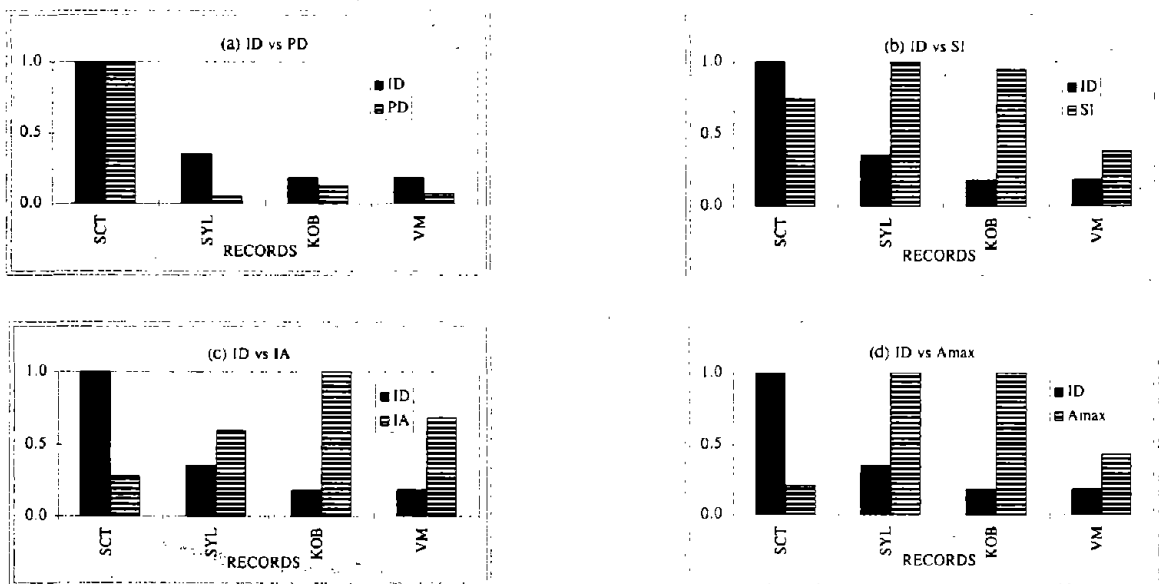 (a) ID vs PD
1.0
0.5
0.0
ID
PD
SCT SYL KOB VM
RECORDS
(b) ID vs SI
1.0
0.5
0.0
ID
SI
SCT SYL KOB VM
RECORDS
(c) ID vs IA
1.0
0.5
0.0
ID
IA
SCT SYL KOB VM
RECORDS
(d) ID vs Amax
1.0
0.5
0.0
ID
Amax
SCT SYL KOB VM
RECORDS